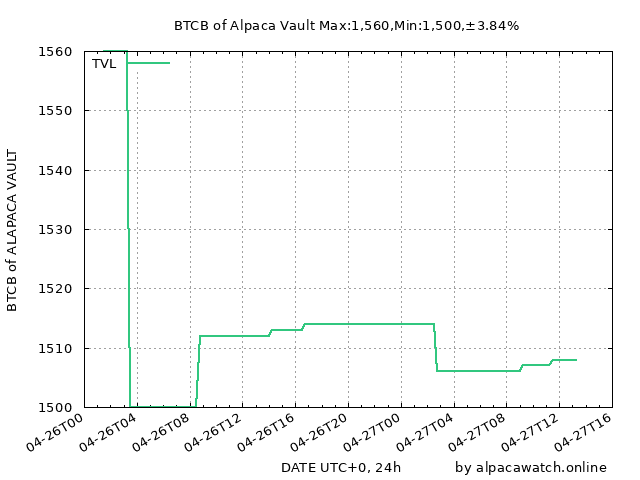 BTCB of Alpaca Vault Max:1,560,Min:1,500,±3.84%
TVL
1560
1550
1540
1530
1520
1510
1500
BTCB of ALAPACA VAULT
04-26T00
04-26T04
04-26T08
04-26T12
04-26T16
04-26T20
04-27T00
04-27T04
04-27T08
04-27T12
04-27T16
DATE UTC+0, 24h
by alpacawatch.online